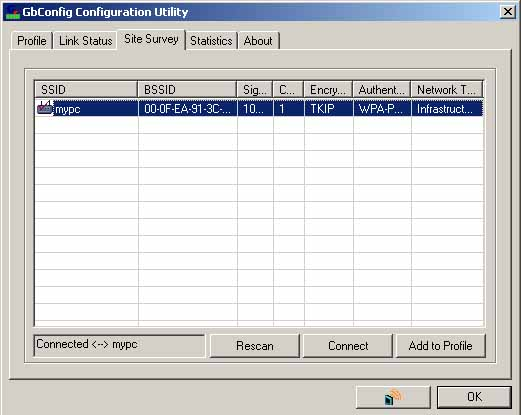 GbConfig Configuration Utility
Profile Link Status Site Survey Statistics About
SSID BSSID Sig... C... Encry... Authent... Network T...
mypc 00-0F-EA-91-3C-... 10... 1 TKIP WPA-P... Infrastruct...
Connected <--> mypc Rescan Connect Add to Profile
OK